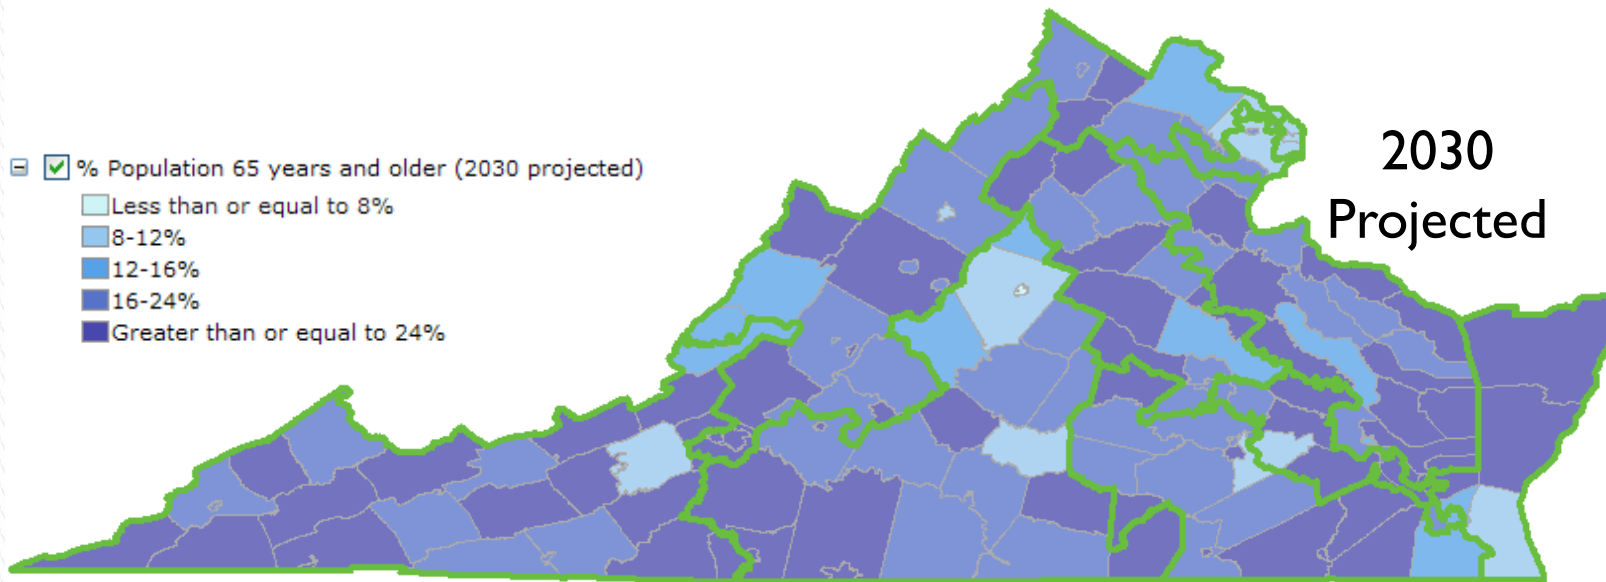 2030
Projected
% Population 65 years and older (2030 projected)
Less than or equal to 8%
8-12%
12-16%
16-24%
Greater than or equal to 24%